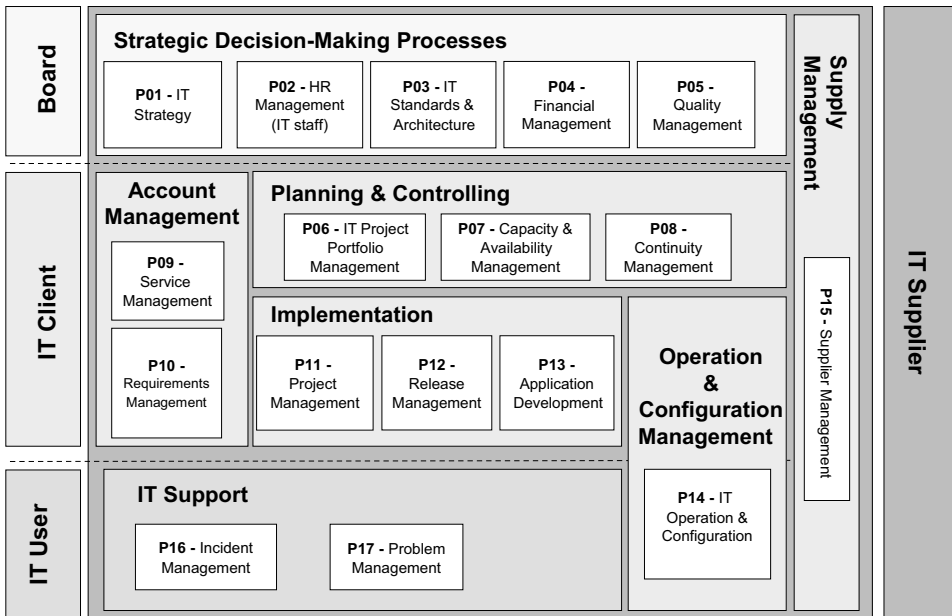 Board
Strategic Decision-Making Processes
P01 - IT
Strategy
P02 - HR
Management
(IT staff)
P03 - IT
Standards &
Architecture
P04 -
Financial
Management
P05 -
Quality
Management
Supply
Management
P15 - Supplier Management
IT Supplier
IT Client
Account
Management
P09 -
Service
Management
P10 -
Requirements
Management
Planning & Controlling
P06 - IT Project
Portfolio
Management
P07 - Capacity &
Availability
Management
P08 -
Continuity
Management
Implementation
P11 -
Project
Management
P12 -
Release
Management
P13 -
Application
Development
Operation
&
Configuration
Management
P14 - IT
Operation &
Configuration
IT User
IT Support
P16 - Incident
Management
P17 - Problem
Management